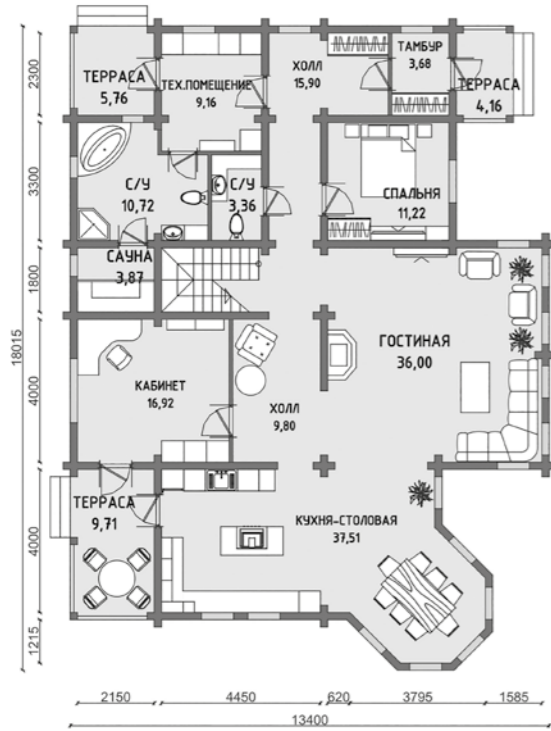 ТЕРРАСА
5,76
ТЕХ.ПОМЕЩЕНИЕ
9,16
ХОЛЛ
15,90
ТАМБУР
3,68
ТЕРРАСА
4,16
С/У
10,72
С/У
3,36
СПАЛЬНЯ
11,22
САУНА
3,87
ГОСТИНАЯ
36,00
КАБИНЕТ
16,92
ХОЛЛ
9,80
ТЕРРАСА
9,71
КУХНЯ-СТОЛОВАЯ
37,51
2300
3300
1800
4000
4000
1215
18015
2150
4450
620
3795
1585
13400